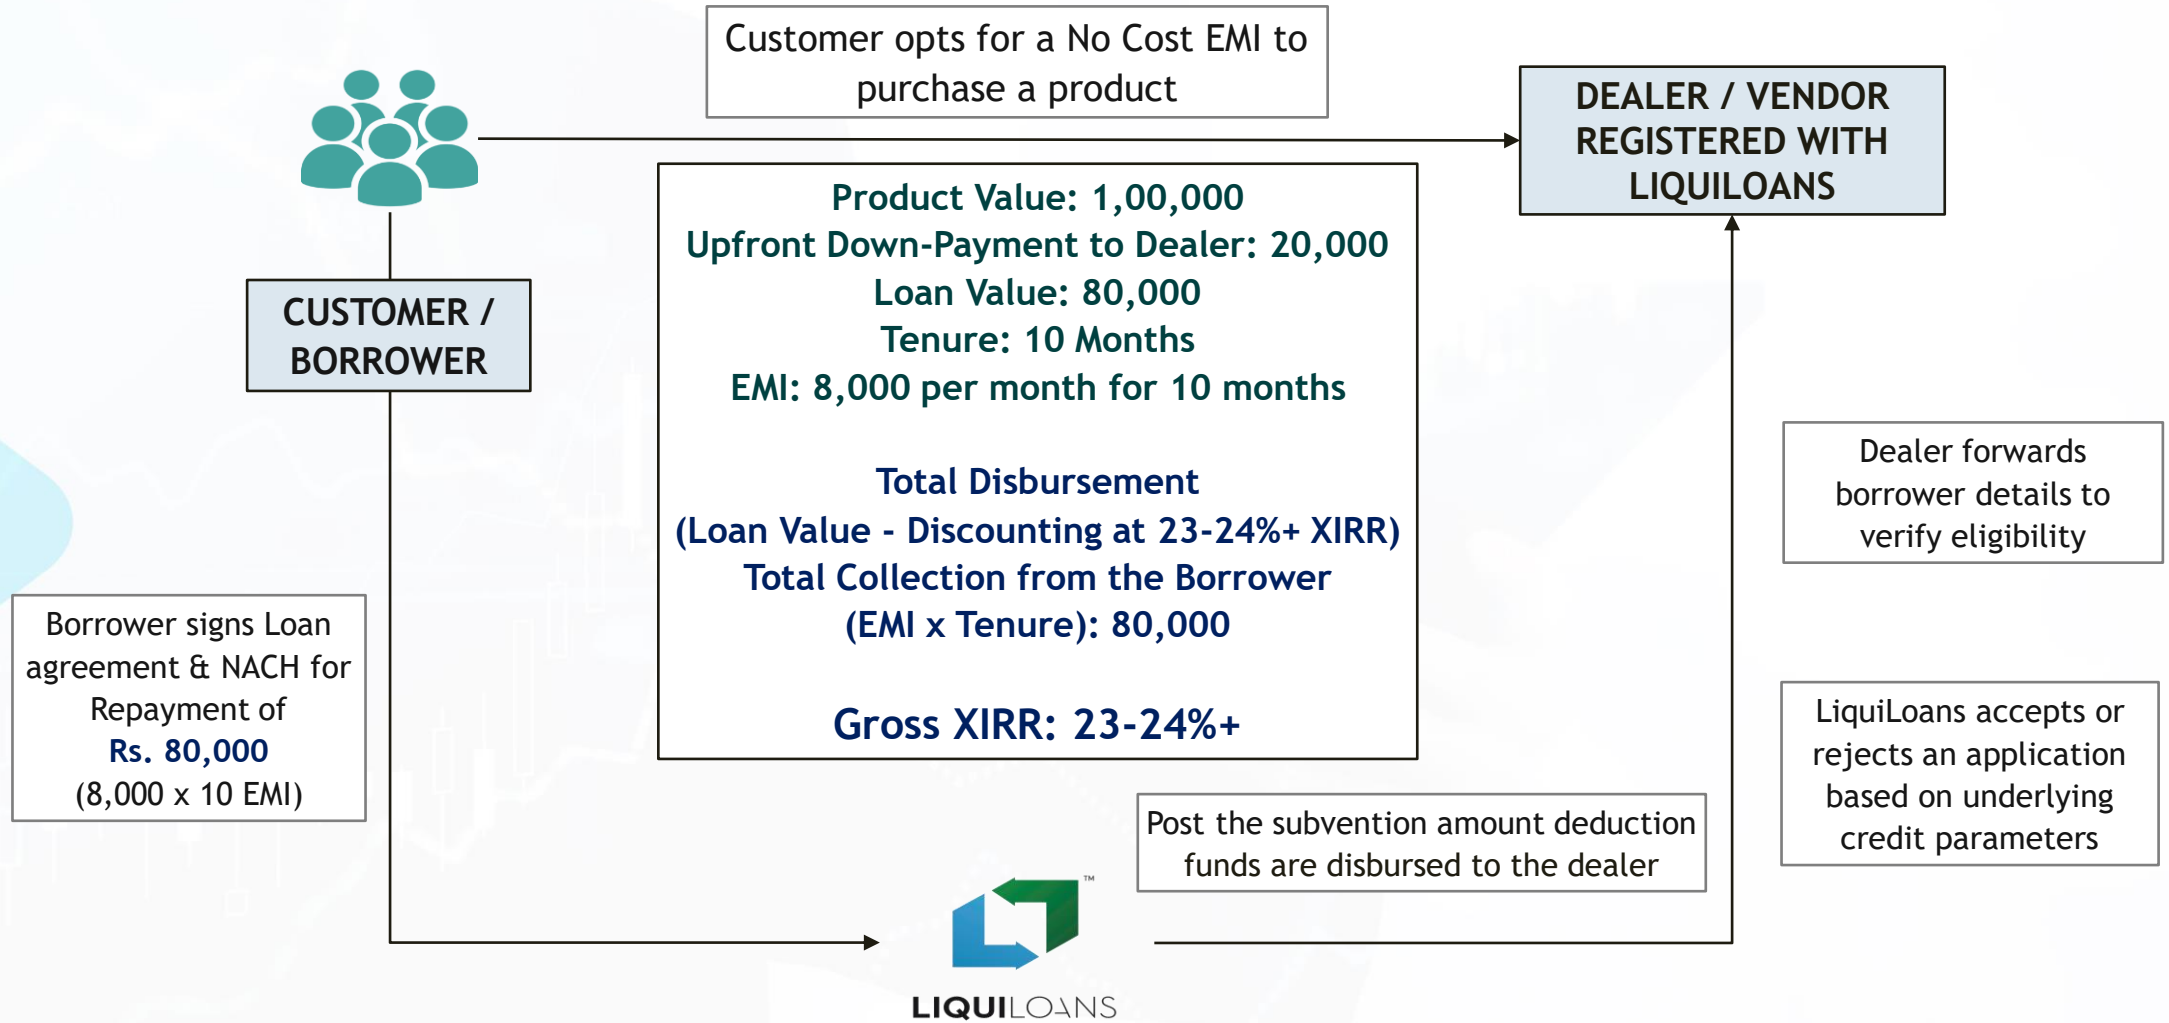 Customer opts for a No Cost EMI to
purchase a product
DEALER / VENDOR
REGISTERED WITH
LIQUILOANS
Product Value: 1,00,000
Upfront Down-Payment to Dealer: 20,000
Loan Value: 80,000
Tenure: 10 Months
EMI: 8,000 per month for 10 months
Total Disbursement
(Loan Value - Discounting at 23-24%+ XIRR)
Total Collection from the Borrower
(EMI x Tenure): 80,000
Gross XIRR: 23-24%+
CUSTOMER /
BORROWER
Dealer forwards
borrower details to
verify eligibility
Borrower signs Loan
agreement & NACH for
Repayment of
Rs. 80,000
(8,000 x 10 EMI)
LiquiLoans accepts or
rejects an application
based on underlying
credit parameters
Post the subvention amount deduction
funds are disbursed to the dealer
TM
LIQUILOANS